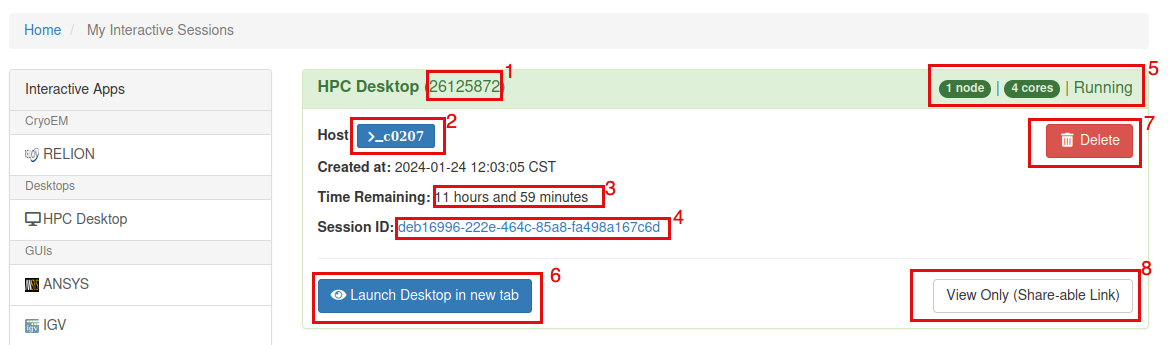 Home / My Interactive Sessions
Interactive Apps
CryoEM
RELION
Desktops
HPC Desktop
GUIs
ANSYS
IGV
HPC Desktop (26125872) 1
1 node | 4 cores | Running 5
Host >_c0207 2
Delete 7
Created at: 2024-01-24 12:03:05 CST
Time Remaining: 11 hours and 59 minutes 3
Session ID: deb16996-222e-464c-85a8-fa498a167c6d 4
Launch Desktop in new tab 6
View Only (Share-able Link) 8